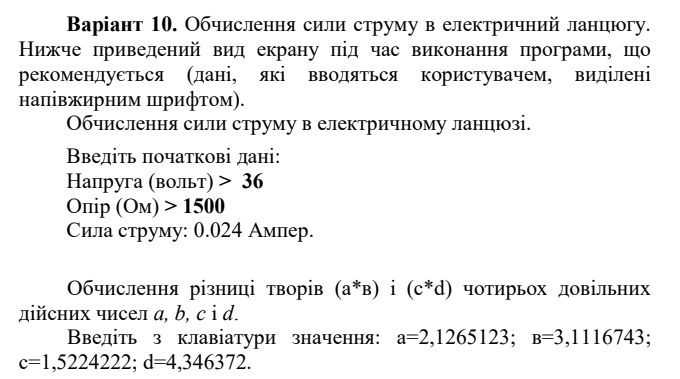 Варіант 10. Обчислення сили струму в електричний ланцюгу.
Нижче приведений вид екрану під час виконання програми, що
рекомендується (дані, які вводяться користувачем, виділені
напівжирним шрифтом).
Обчислення сили струму в електричному ланцюзі.
Введіть початкові дані:
Напруга (вольт) > 36
Опір (Ом) > 1500
Сила струму: 0.024 Ампер.
Обчислення різниці творів (а*в) і (с*d) чотирьох довільних
дійсних чисел a, b, c і d.
Введіть з клавіатури значення: а=2,1265123; в=3,1116743;
с=1,5224222; d=4,346372.